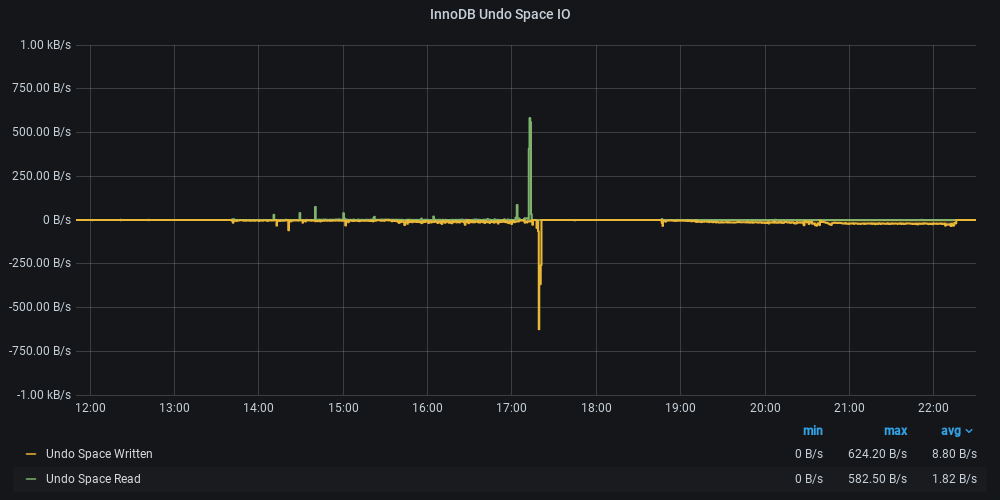 InnoDB Undo Space IO
1.00 kB/s
750.00 B/s
500.00 B/s
250.00 B/s
0 B/s
-250.00 B/s
-500.00 B/s
-750.00 B/s
-1.00 kB/s
12:00 13:00 14:00 15:00 16:00 17:00 18:00 19:00 20:00 21:00 22:00
min max avg
Undo Space Written 0 B/s 624.20 B/s 8.80 B/s
Undo Space Read 0 B/s 582.50 B/s 1.82 B/s